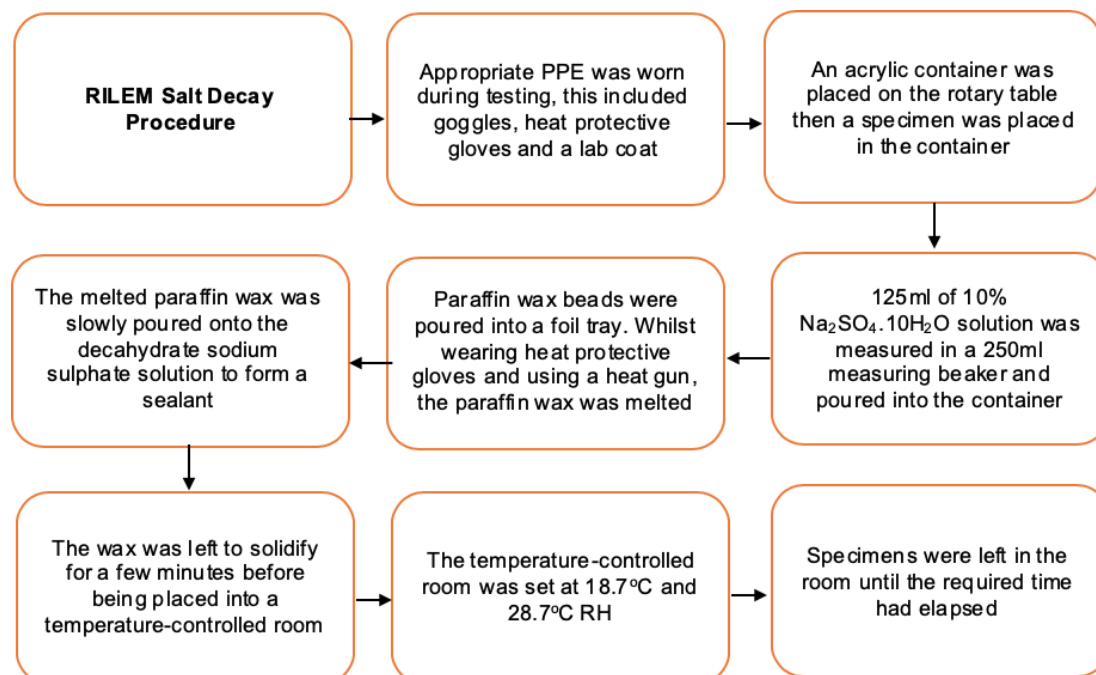 RILEM Salt Decay
Procedure
Appropriate PPE was worn
during testing, this included
goggles, heat protective
gloves and a lab coat
An acrylic container was
placed on the rotary table
then a specimen was placed
in the container
125ml of 10%
Na₂SO₄.10H₂O solution was
measured in a 250ml
measuring beaker and
poured into the container
Paraffin wax beads were
poured into a foil tray. Whilst
wearing heat protective
gloves and using a heat gun,
the paraffin wax was melted
The melted paraffin wax was
slowly poured onto the
decahydrate sodium
sulphate solution to form a
sealant
The wax was left to solidify
for a few minutes before
being placed into a
temperature-controlled room
The temperature-controlled
room was set at 18.7ºC and
28.7ºC RH
Specimens were left in the
room until the required time
had elapsed